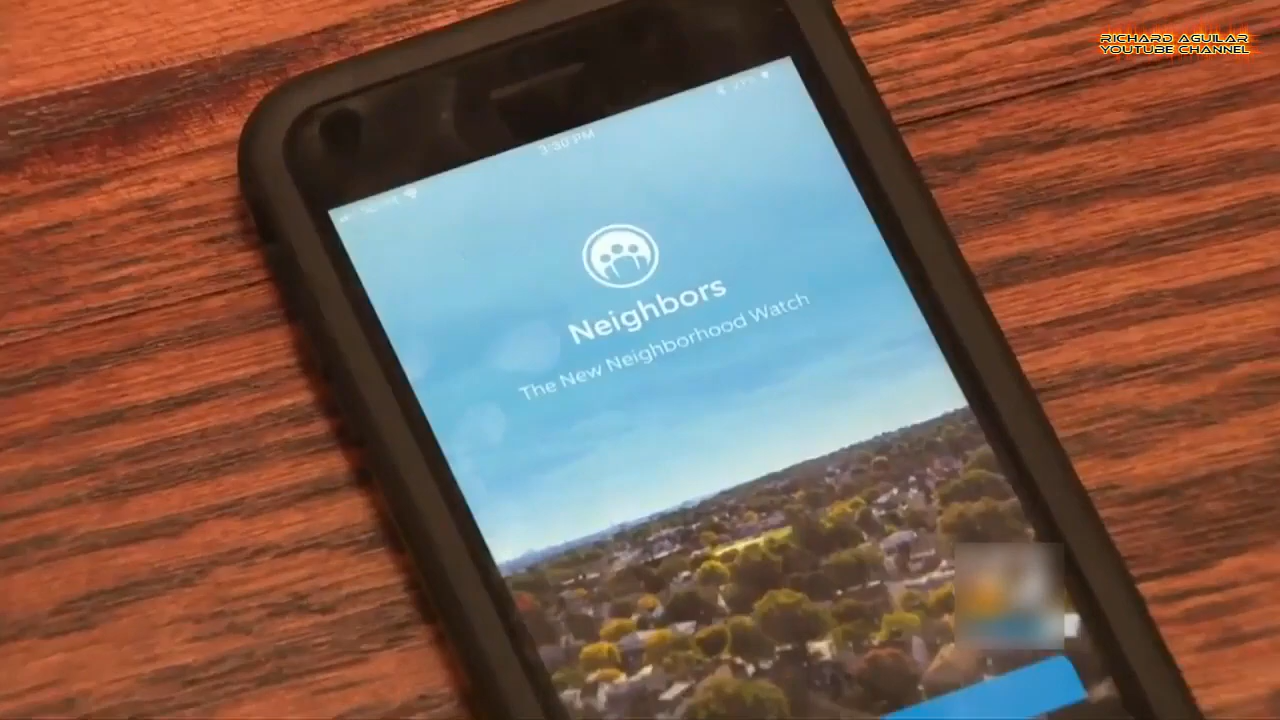 RICHARD AGUILAR
YOUTUBE CHANNEL
3:30 PM
Neighbors
The New Neighborhood Watch